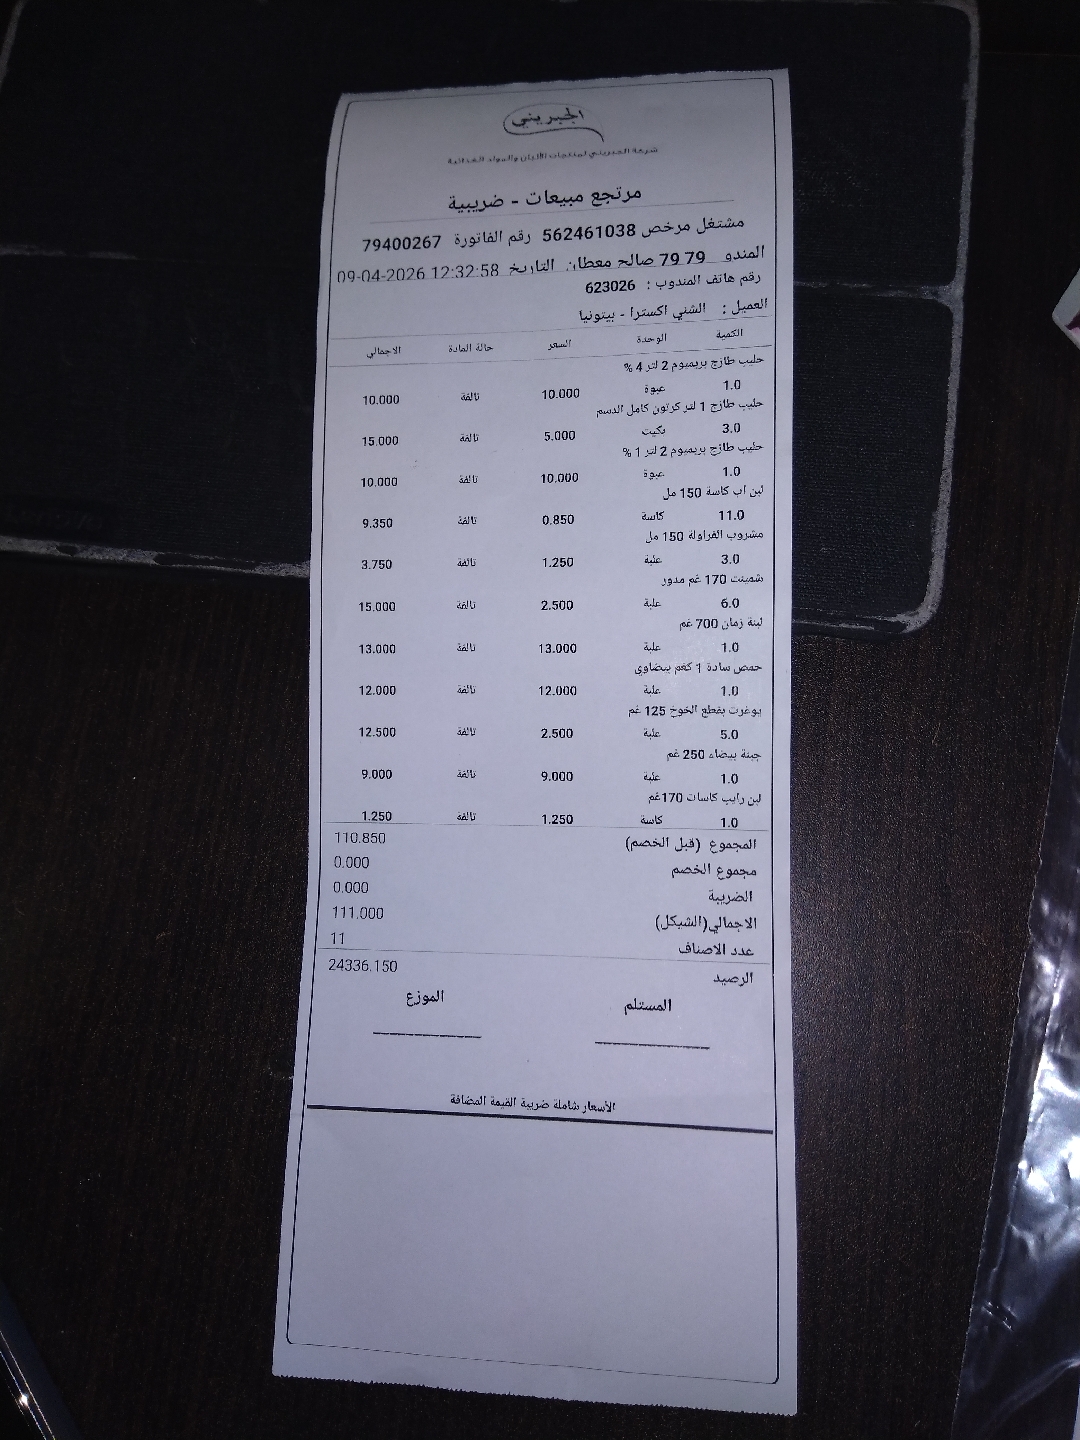 الجبريني
شركة الجبريني لمنتجات الألبان والمواد الغذائية
مرتجع مبيعات - ضريبية
مشتغل مرخص 562461038 رقم الفاتورة 79400267
المندو 79 79 صالح معطان التاريخ 09-04-2026 12:32:58
رقم هاتف المندوب : 623026
العميل : الشني اكسترا - بيتونيا
الكمية الوحدة السعر حالة المادة الاجمالي
حليب طازج بريميوم 2 لتر 4 %
1.0 عبوة 10.000 تالفة 10.000
حليب طازج 1 لتر كرتون كامل الدسم
3.0 بكيت 5.000 تالفة 15.000
حليب طازج بريميوم 2 لتر 1 %
1.0 عبوة 10.000 تالفة 10.000
لبن أب كاسة 150 مل
11.0 كاسة 0.850 تالفة 9.350
مشروب الفراولة 150 مل
3.0 علبة 1.250 تالفة 3.750
شمينت 170 غم مدور
6.0 علبة 2.500 تالفة 15.000
لبنة زمان 700 غم
1.0 علبة 13.000 تالفة 13.000
حمص سادة 1 كغم بيضاوي
1.0 علبة 12.000 تالفة 12.000
يوغرت بقطع الخوخ 125 غم
5.0 علبة 2.500 تالفة 12.500
جبنة بيضاء 250 غم
1.0 علبة 9.000 تالفة 9.000
لبن رايب كاسات 170غم
1.0 كاسة 1.250 تالفة 1.250
المجموع (قبل الخصم) 110.850
مجموع الخصم 0.000
الضريبة 0.000
الاجمالي(الشيكل) 111.000
عدد الاصناف 11
الرصيد 24336.150
المستلم الموزع
الأسعار شاملة ضريبة القيمة المضافة